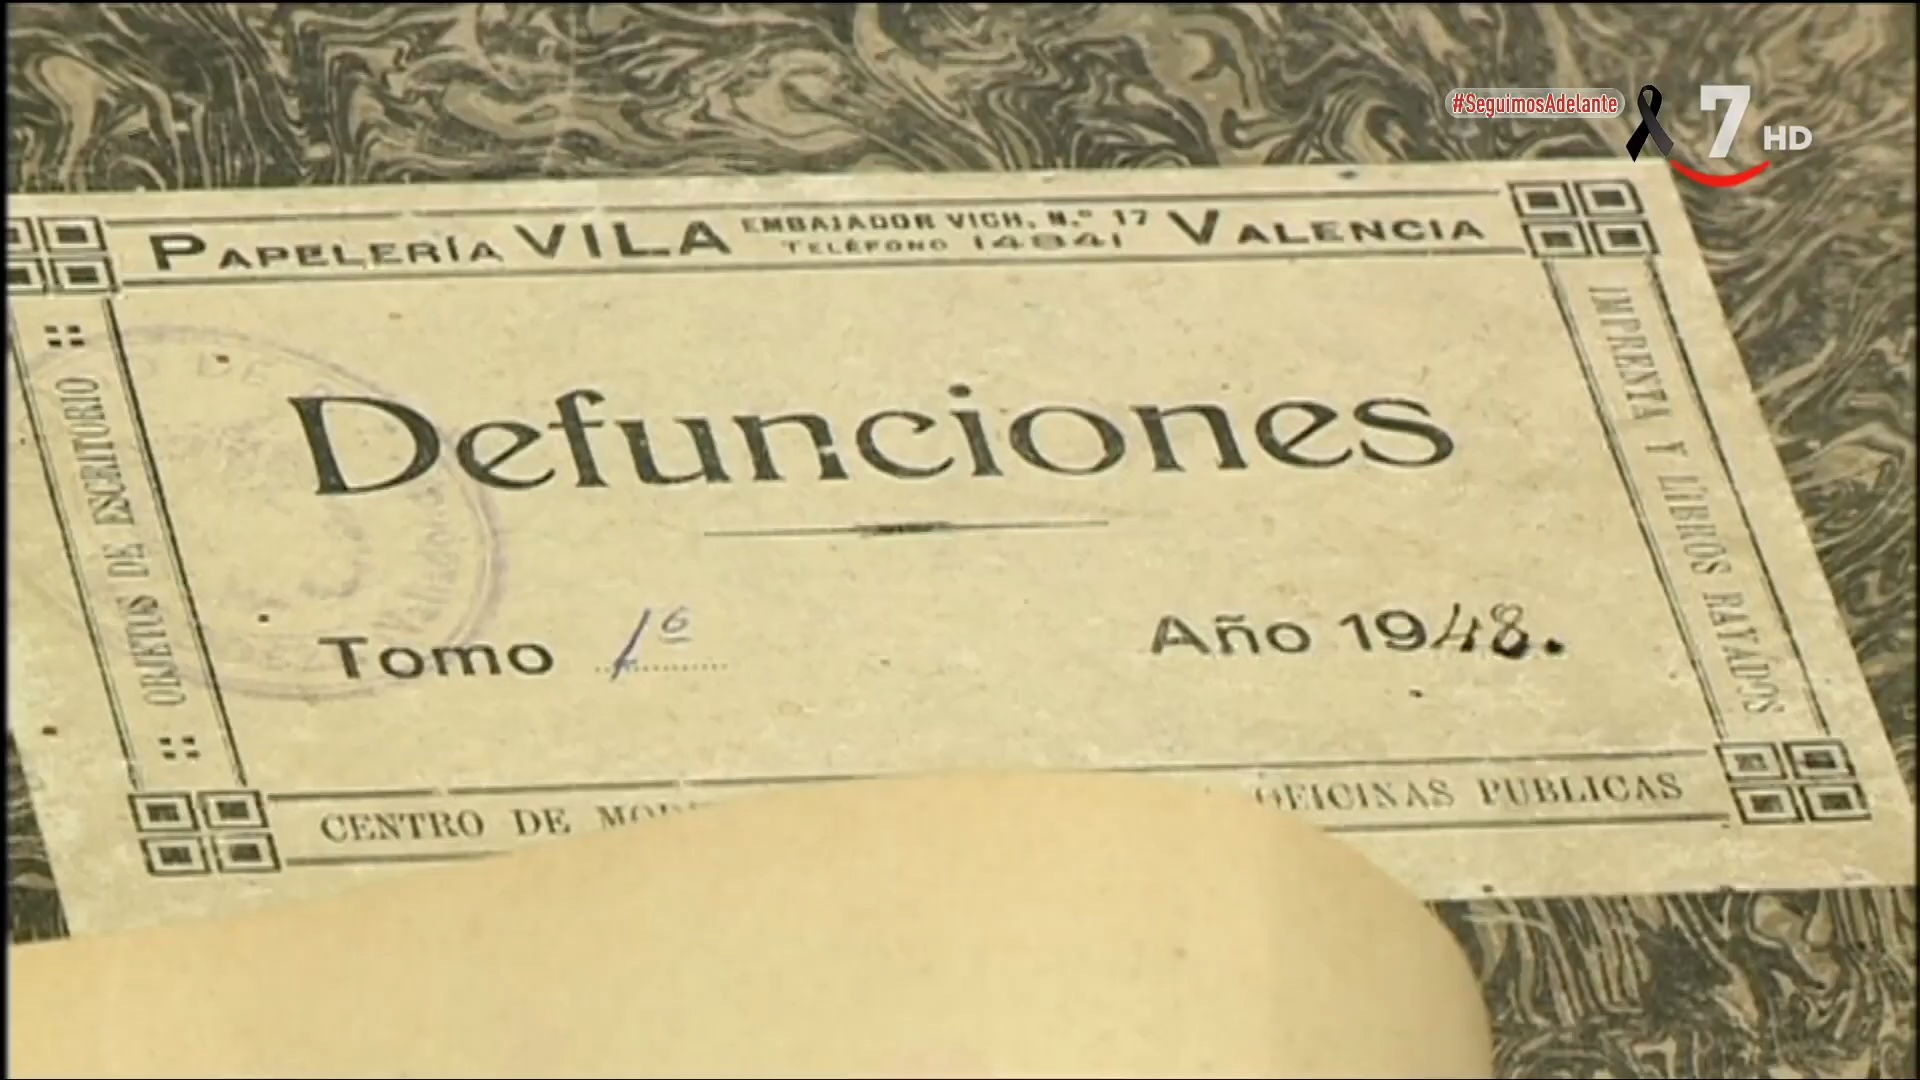 #SeguimosAdelante
7 HD
PAPELERÍA VILA EMBAJADOR VICH, N.º 17 VALENCIA
TELÉFONO 14841
:: OBJETOS DE ESCRITORIO ::
IMPRENTA Y LIBROS RAYADOS
Defunciones
Tomo 1º
Año 1948.
CENTRO DE
OFICINAS PUBLICAS